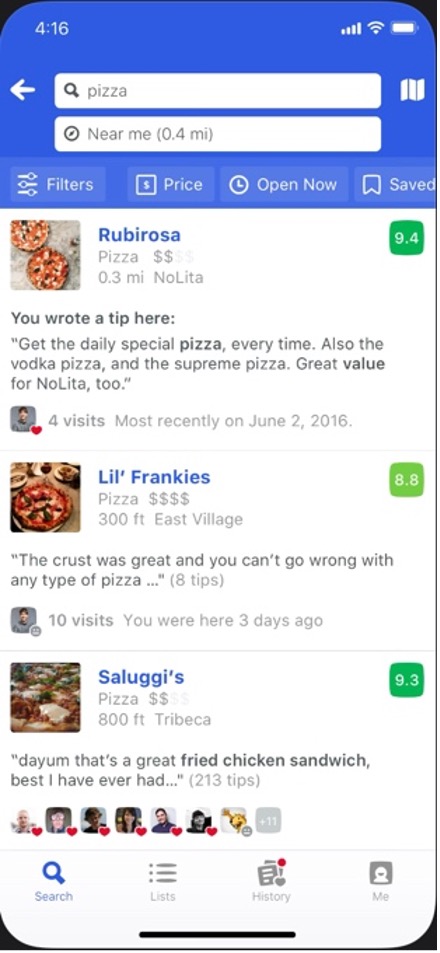 4:16
pizza
Near me (0.4 mi)
Filters
$ Price
Open Now
Saved
Rubirosa
9.4
Pizza $$$$
0.3 mi NoLita
You wrote a tip here:
“Get the daily special pizza, every time. Also the
vodka pizza, and the supreme pizza. Great value
for NoLita, too.”
4 visits Most recently on June 2, 2016.
Lil’ Frankies
8.8
Pizza $$$$
300 ft East Village
“The crust was great and you can’t go wrong with
any type of pizza ...” (8 tips)
10 visits You were here 3 days ago
Saluggi’s
9.3
Pizza $$$$
800 ft Tribeca
“dayum that’s a great fried chicken sandwich,
best I have ever had...” (213 tips)
+11
Search
Lists
History
Me